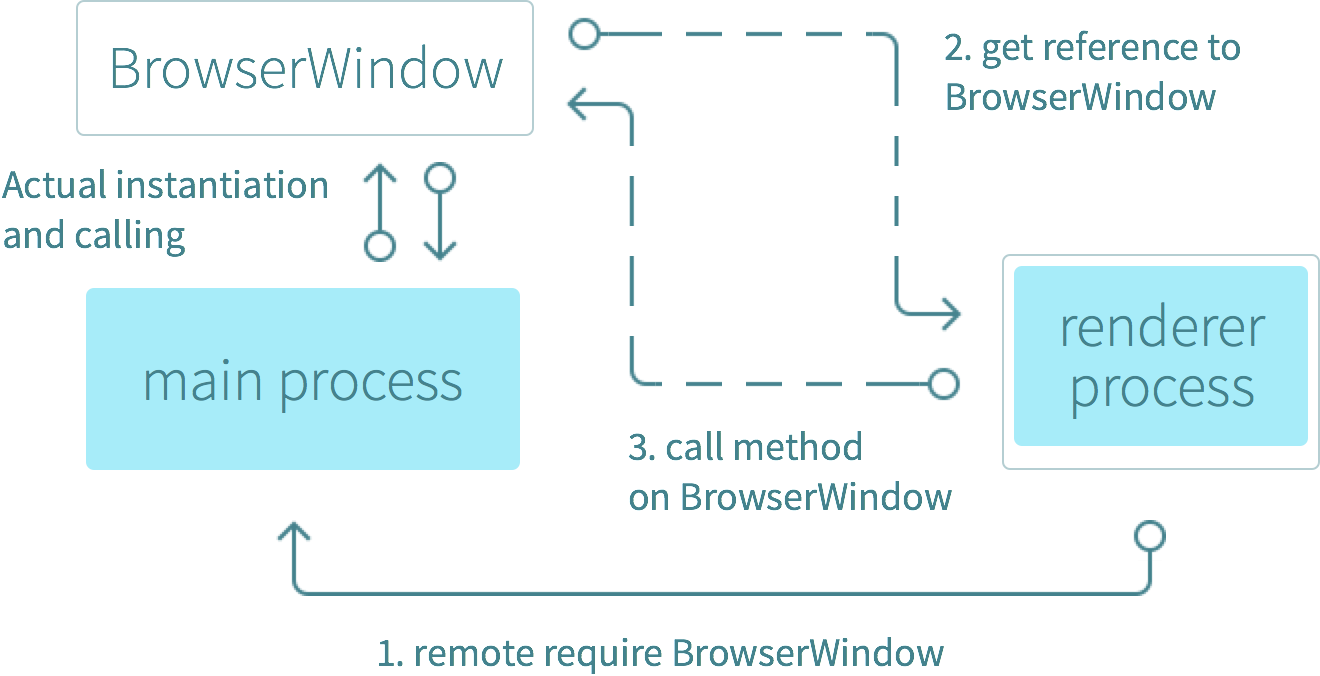 BrowserWindow
2. get reference to
BrowserWindow
Actual instantiation
and calling
main process
renderer
process
3. call method
on BrowserWindow
1. remote require BrowserWindow